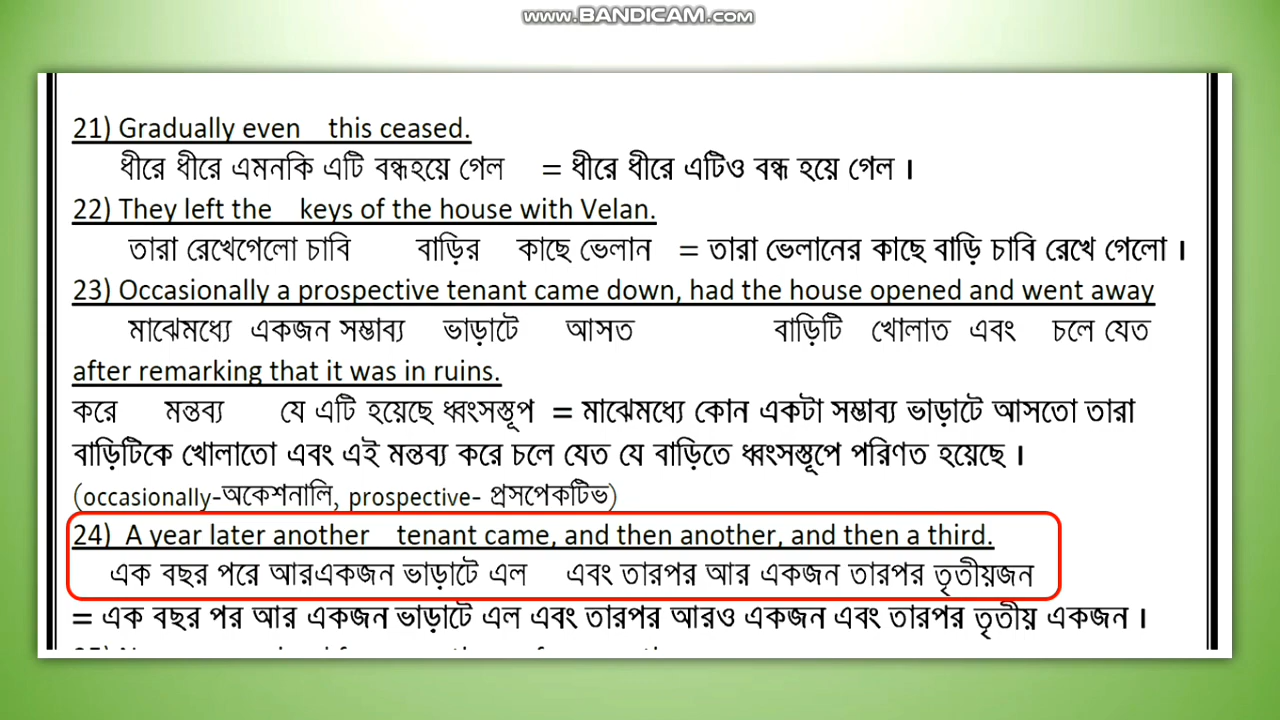 www.BANDICAM.com
21) Gradually even this ceased.
ধীরে ধীরে এমনকি এটি বন্ধহয়ে গেল = ধীরে ধীরে এটিও বন্ধ হয়ে গেল ।
22) They left the keys of the house with Velan.
তারা রেখেগেলো চাবি বাড়ির কাছে ভেলান = তারা ভেলানের কাছে বাড়ি চাবি রেখে গেলো ।
23) Occasionally a prospective tenant came down, had the house opened and went away
মাঝেমধ্যে একজন সম্ভাব্য ভাড়াটে আসত বাড়িটি খোলাত এবং চলে যেত
after remarking that it was in ruins.
করে মন্তব্য যে এটি হয়েছে ধ্বংসস্তূপ = মাঝেমধ্যে কোন একটা সম্ভাব্য ভাড়াটে আসতো তারা
বাড়িটিকে খোলাতো এবং এই মন্তব্য করে চলে যেত যে বাড়িতে ধ্বংসস্তূপে পরিণত হয়েছে ।
(occasionally-অকেশনালি, prospective- প্রসপেকটিভ)
24) A year later another tenant came, and then another, and then a third.
এক বছর পরে আরএকজন ভাড়াটে এল এবং তারপর আর একজন তারপর তৃতীয়জন
= এক বছর পর আর একজন ভাড়াটে এল এবং তারপর আরও একজন এবং তারপর তৃতীয় একজন ।